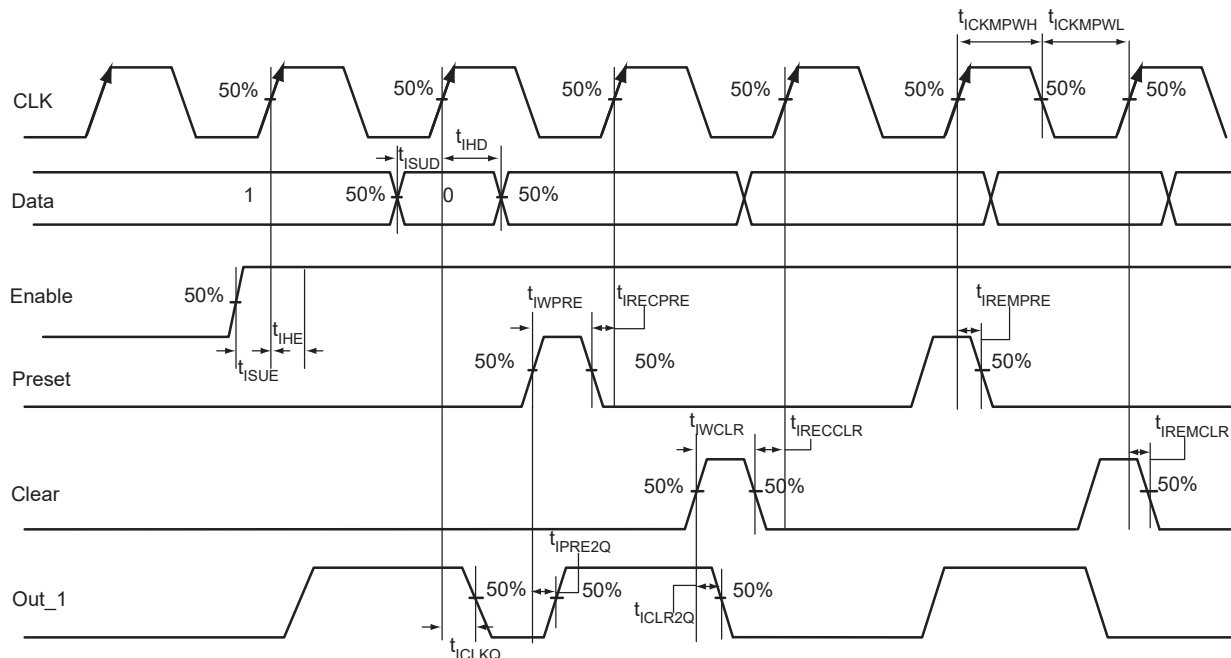 tICKMPWH tICKMPWL
CLK 50% 50% 50% 50% 50% 50% 50%
tISUD tIHD
Data 1 50% 0 50%
Enable 50%
tIHE
tISUE
tIWPRE tIRECPRE tIREMPRE
Preset 50% 50% 50%
tIWCLR tIRECCLR tIREMCLR
Clear 50% 50% 50%
tIPRE2Q
Out_1 50% 50% 50%
tICLR2Q
tICLKQ